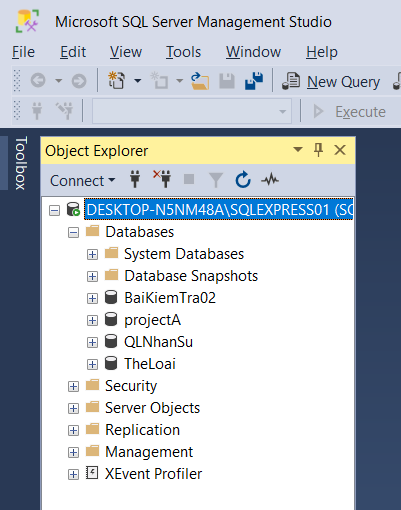 Microsoft SQL Server Management Studio
File Edit View Tools Window Help
New Query
Execute
Toolbox
Object Explorer
Connect
DESKTOP-N5NM48A\SQLEXPRESS01 (SQ
Databases
System Databases
Database Snapshots
BaiKiemTra02
projectA
QLNhanSu
TheLoai
Security
Server Objects
Replication
Management
XEvent Profiler